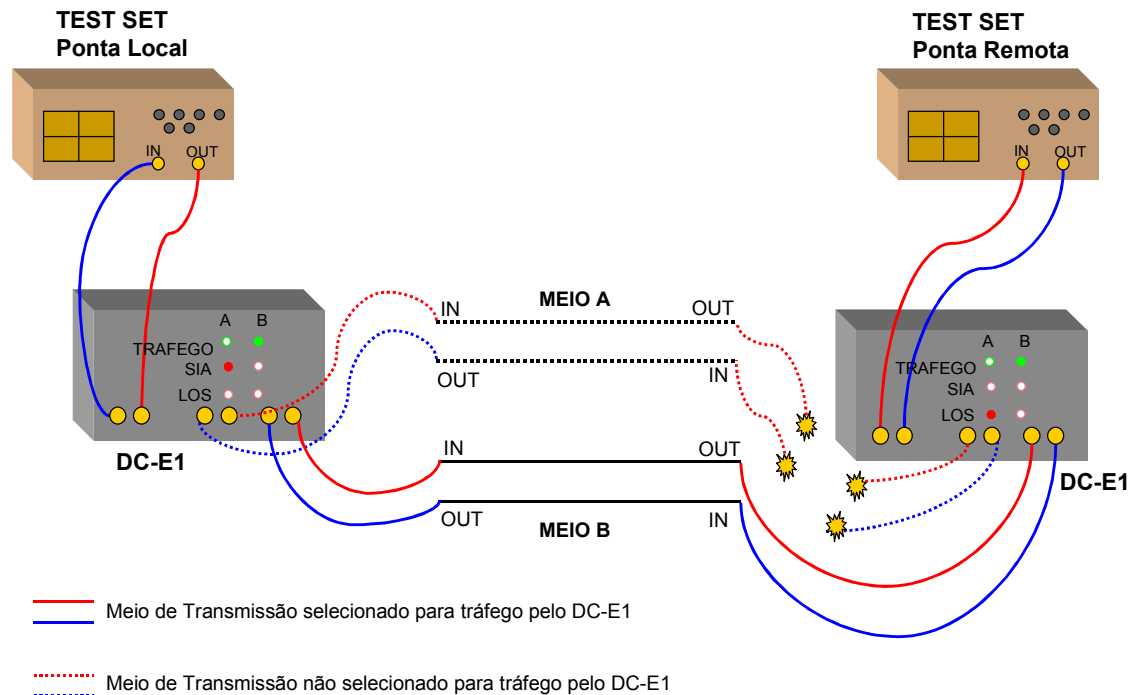 TEST SET
Ponta Local
TEST SET
Ponta Remota
IN OUT
IN OUT
A B
TRAFEGO
SIA
LOS
DC-E1
IN MEIO A OUT
OUT IN
IN OUT
OUT MEIO B IN
A B
TRAFEGO
SIA
LOS
DC-E1
Meio de Transmissão selecionado para tráfego pelo DC-E1
Meio de Transmissão não selecionado para tráfego pelo DC-E1